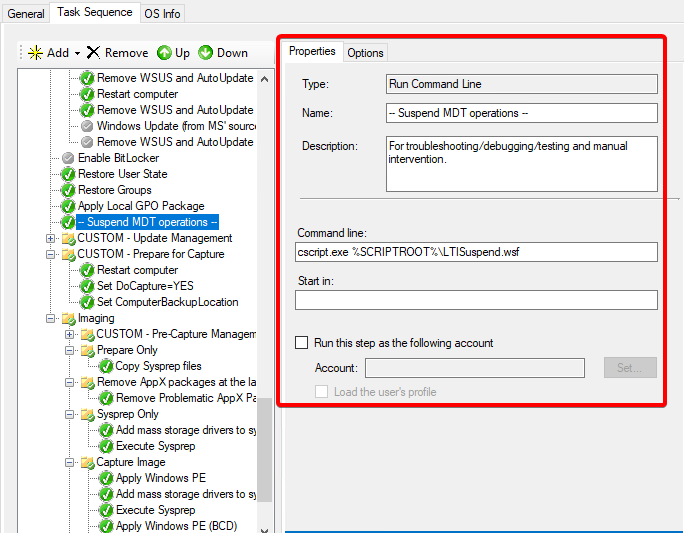 General
Task Sequence
OS Info
Add
Remove
Up
Down
Remove WSUS and AutoUpdate
Restart computer
Remove WSUS and AutoUpdate
Windows Update (from MS' sourc
Remove WSUS and AutoUpdate
Enable BitLocker
Restore User State
Restore Groups
Apply Local GPO Package
-- Suspend MDT operations --
CUSTOM - Update Management
CUSTOM - Prepare for Capture
Restart computer
Set DoCapture=YES
Set ComputerBackupLocation
Imaging
CUSTOM - Pre-Capture Managem
Prepare Only
Copy Sysprep files
Remove AppX packages at the la
Remove Problematic AppX Pa
Sysprep Only
Add mass storage drivers to sy
Execute Sysprep
Capture Image
Apply Windows PE
Add mass storage drivers to sy
Execute Sysprep
Apply Windows PE (BCD)
Properties
Options
Type:
Run Command Line
Name:
-- Suspend MDT operations --
Description:
For troubleshooting/debugging/testing and manual
intervention.
Command line:
cscript.exe %SCRIPTROOT%\LTISuspend.wsf
Start in:
Run this step as the following account
Account:
Set...
Load the user's profile